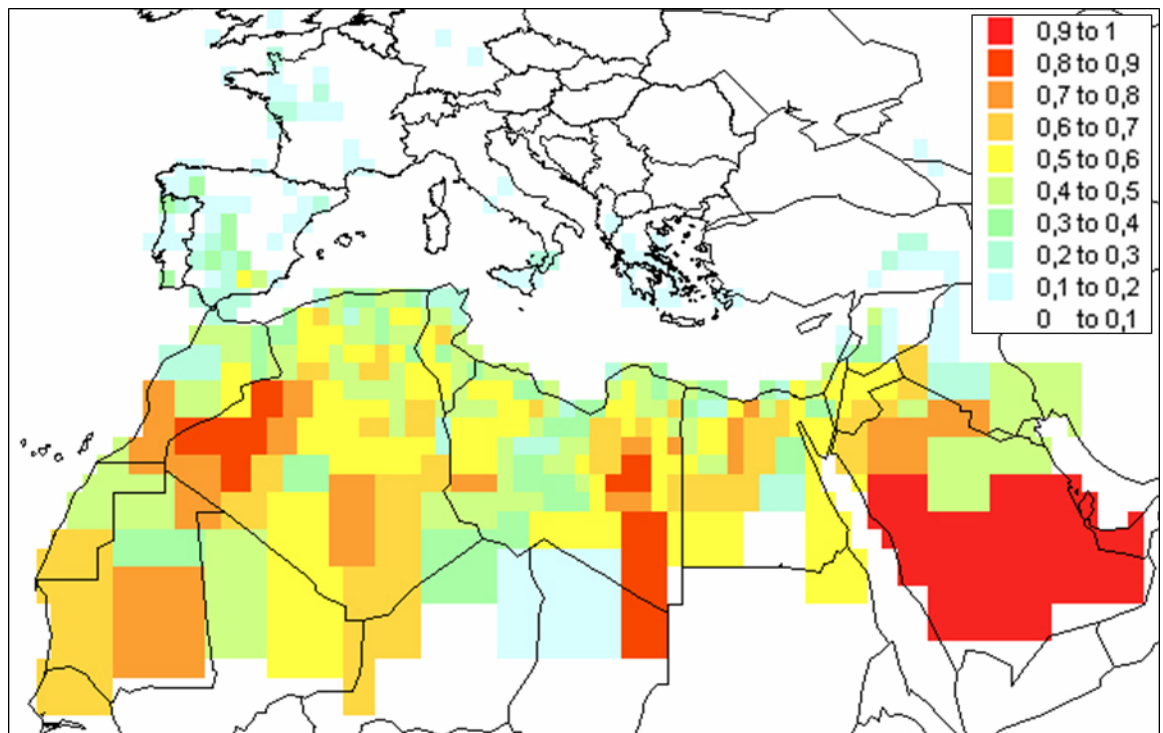 0,9 to 1
0,8 to 0,9
0,7 to 0,8
0,6 to 0,7
0,5 to 0,6
0,4 to 0,5
0,3 to 0,4
0,2 to 0,3
0,1 to 0,2
0 to 0,1